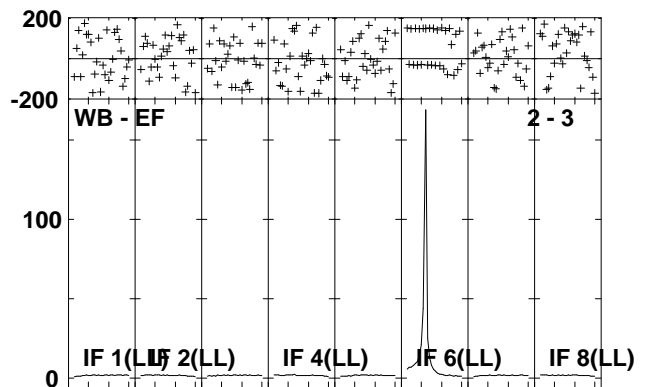 200
-200
WB - EF 2 - 3
100
0
IF 1(LL) IF 2(LL) IF 4(LL) IF 6(LL) IF 8(LL)